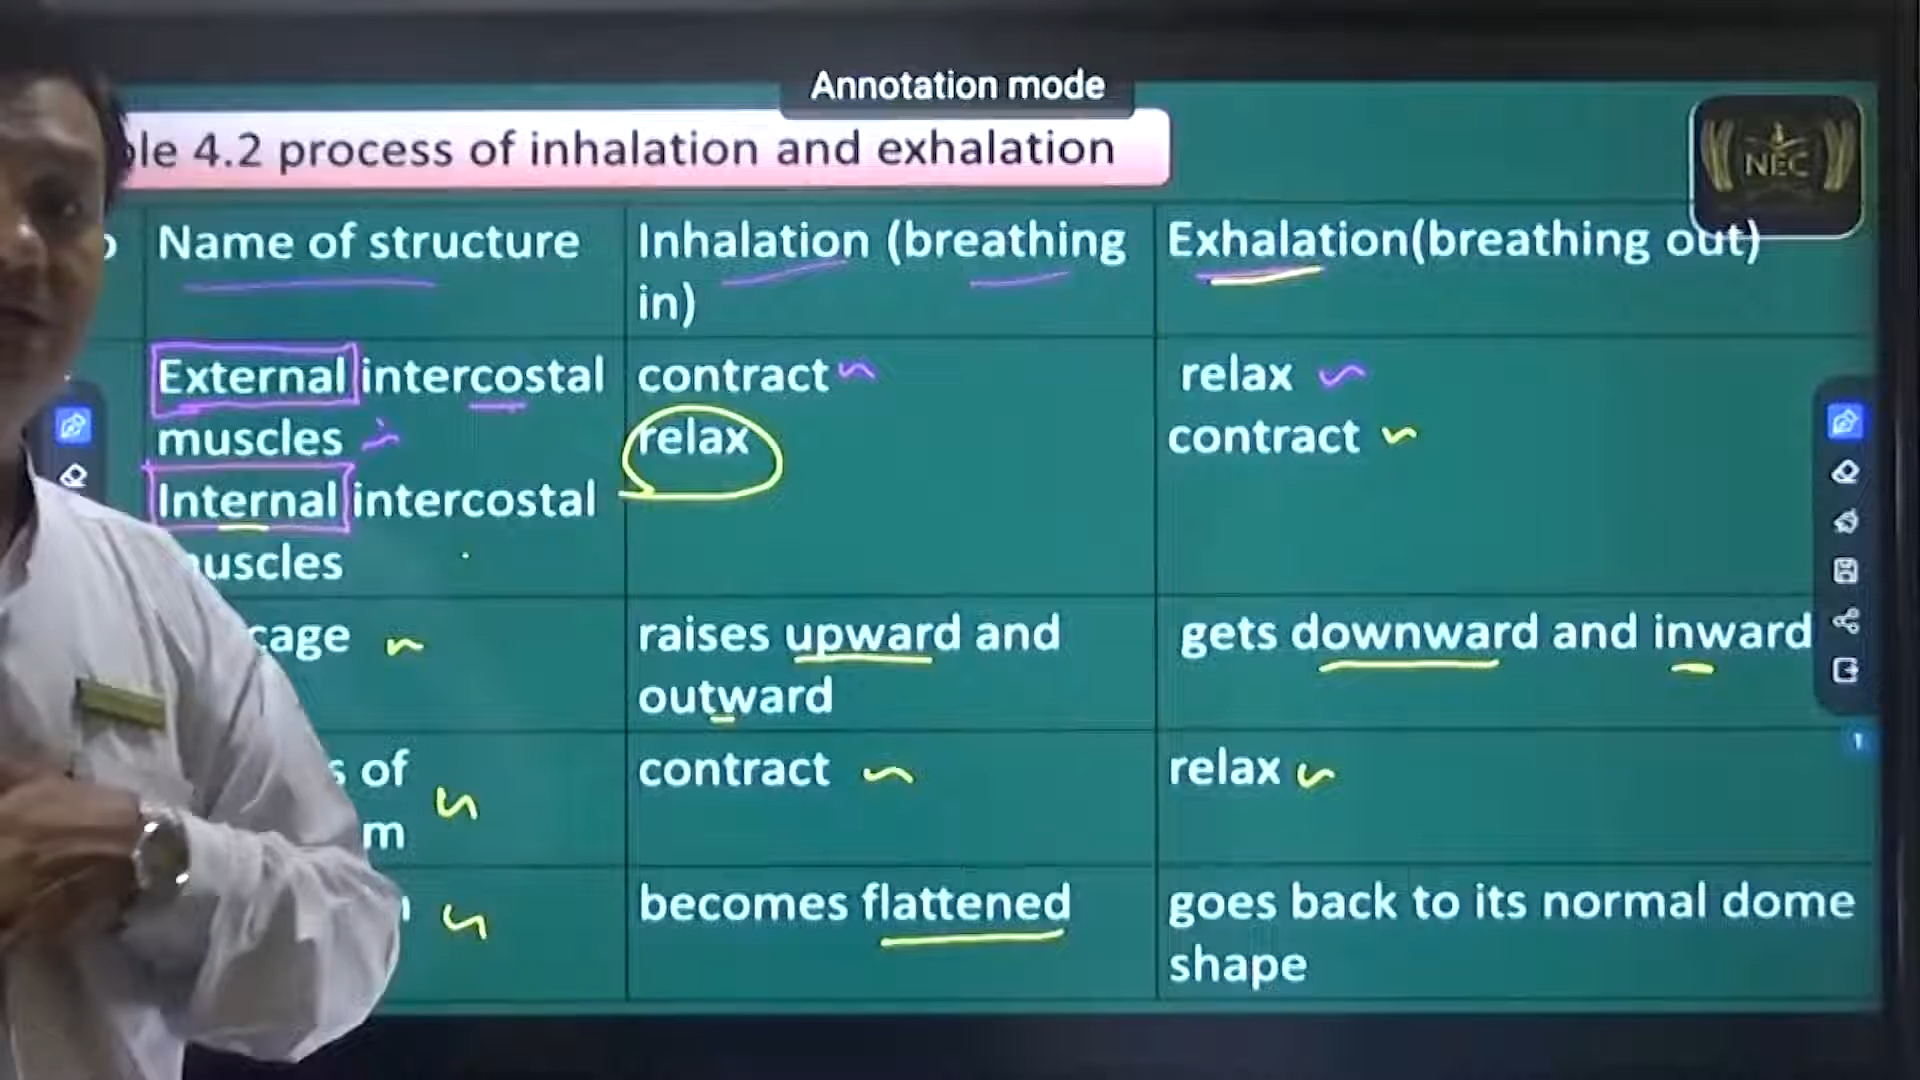 Annotation mode
4.2 process of inhalation and exhalation
NEC
Name of structure
Inhalation (breathing
in)
Exhalation(breathing out)
External intercostal
muscles
Internal intercostal
muscles
contract
relax
relax
contract
cage
raises upward and
outward
gets downward and inward
of
contract
relax
becomes flattened
goes back to its normal dome
shape
1